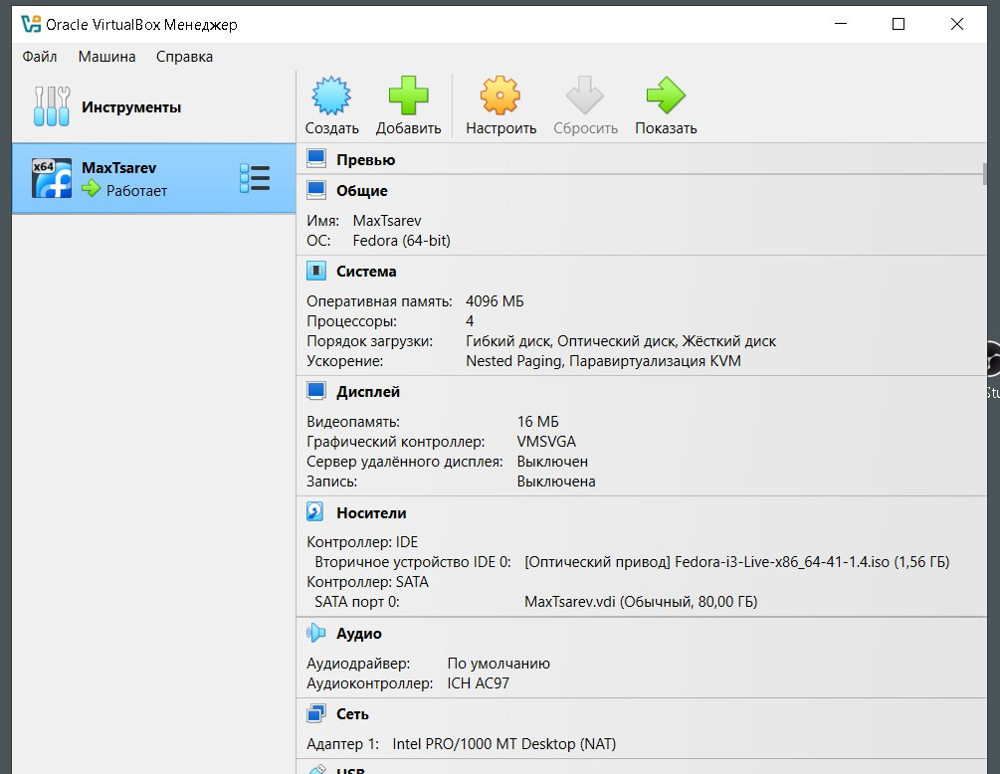 Oracle VirtualBox Менеджер
Файл Машина Справка
Инструменты
Создать Добавить Настроить Сбросить Показать
x64
MaxTsarev
Работает
Превью
Общие
Имя: MaxTsarev
ОС: Fedora (64-bit)
Система
Оперативная память: 4096 МБ
Процессоры: 4
Порядок загрузки: Гибкий диск, Оптический диск, Жёсткий диск
Ускорение: Nested Paging, Паравиртуализация KVM
Дисплей
Видеопамять: 16 МБ
Графический контроллер: VMSVGA
Сервер удалённого дисплея: Выключен
Запись: Выключена
Носители
Контроллер: IDE
Вторичное устройство IDE 0: [Оптический привод] Fedora-i3-Live-x86_64-41-1.4.iso (1,56 ГБ)
Контроллер: SATA
SATA порт 0: MaxTsarev.vdi (Обычный, 80,00 ГБ)
Аудио
Аудиодрайвер: По умолчанию
Аудиоконтроллер: ICH AC97
Сеть
Адаптер 1: Intel PRO/1000 MT Desktop (NAT)
USB